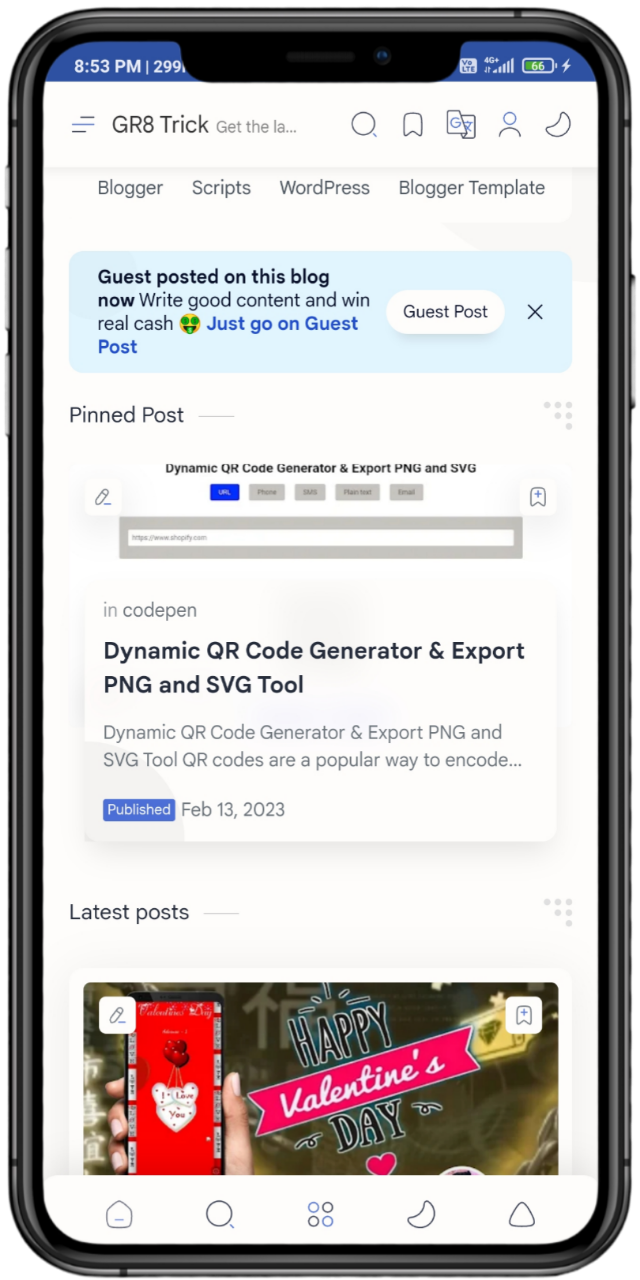 8:53 PM | 299
Vo LTE 4G+ 66
GR8 Trick Get the la...
Blogger Scripts WordPress Blogger Template
Guest posted on this blog
now Write good content and win
real cash 🤑 Just go on Guest
Post
Guest Post
Pinned Post
Dynamic QR Code Generator & Export PNG and SVG
URL Phone SMS Plain text Email
https://www.shopify.com
in codepen
Dynamic QR Code Generator & Export
PNG and SVG Tool
Dynamic QR Code Generator & Export PNG and
SVG Tool QR codes are a popular way to encode...
Published Feb 13, 2023
Latest posts
Valentine's Day
I Love
You
HAPPY
Valentine's
DAY